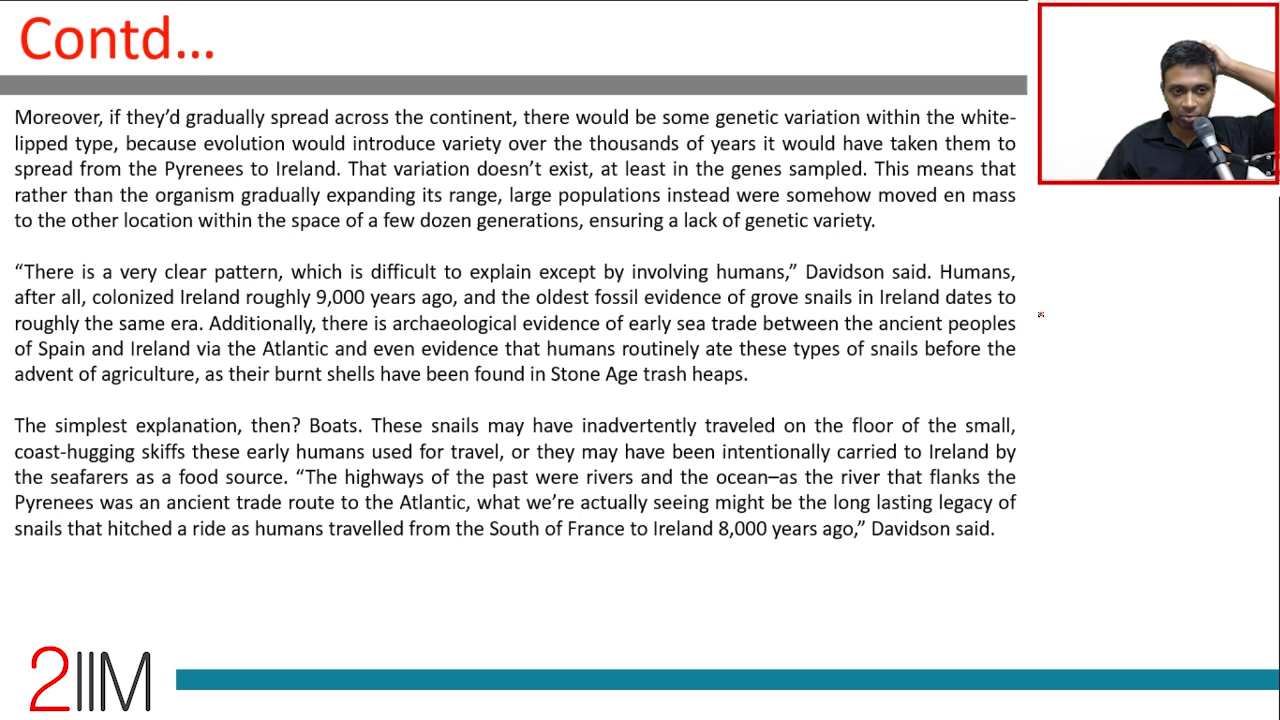 Contd...
Moreover, if they’d gradually spread across the continent, there would be some genetic variation within the white-
lipped type, because evolution would introduce variety over the thousands of years it would have taken them to
spread from the Pyrenees to Ireland. That variation doesn’t exist, at least in the genes sampled. This means that
rather than the organism gradually expanding its range, large populations instead were somehow moved en mass
to the other location within the space of a few dozen generations, ensuring a lack of genetic variety.
“There is a very clear pattern, which is difficult to explain except by involving humans,” Davidson said. Humans,
after all, colonized Ireland roughly 9,000 years ago, and the oldest fossil evidence of grove snails in Ireland dates to
roughly the same era. Additionally, there is archaeological evidence of early sea trade between the ancient peoples
of Spain and Ireland via the Atlantic and even evidence that humans routinely ate these types of snails before the
advent of agriculture, as their burnt shells have been found in Stone Age trash heaps.
The simplest explanation, then? Boats. These snails may have inadvertently traveled on the floor of the small,
coast-hugging skiffs these early humans used for travel, or they may have been intentionally carried to Ireland by
the seafarers as a food source. “The highways of the past were rivers and the ocean–as the river that flanks the
Pyrenees was an ancient trade route to the Atlantic, what we’re actually seeing might be the long lasting legacy of
snails that hitched a ride as humans travelled from the South of France to Ireland 8,000 years ago,” Davidson said.
2IIM